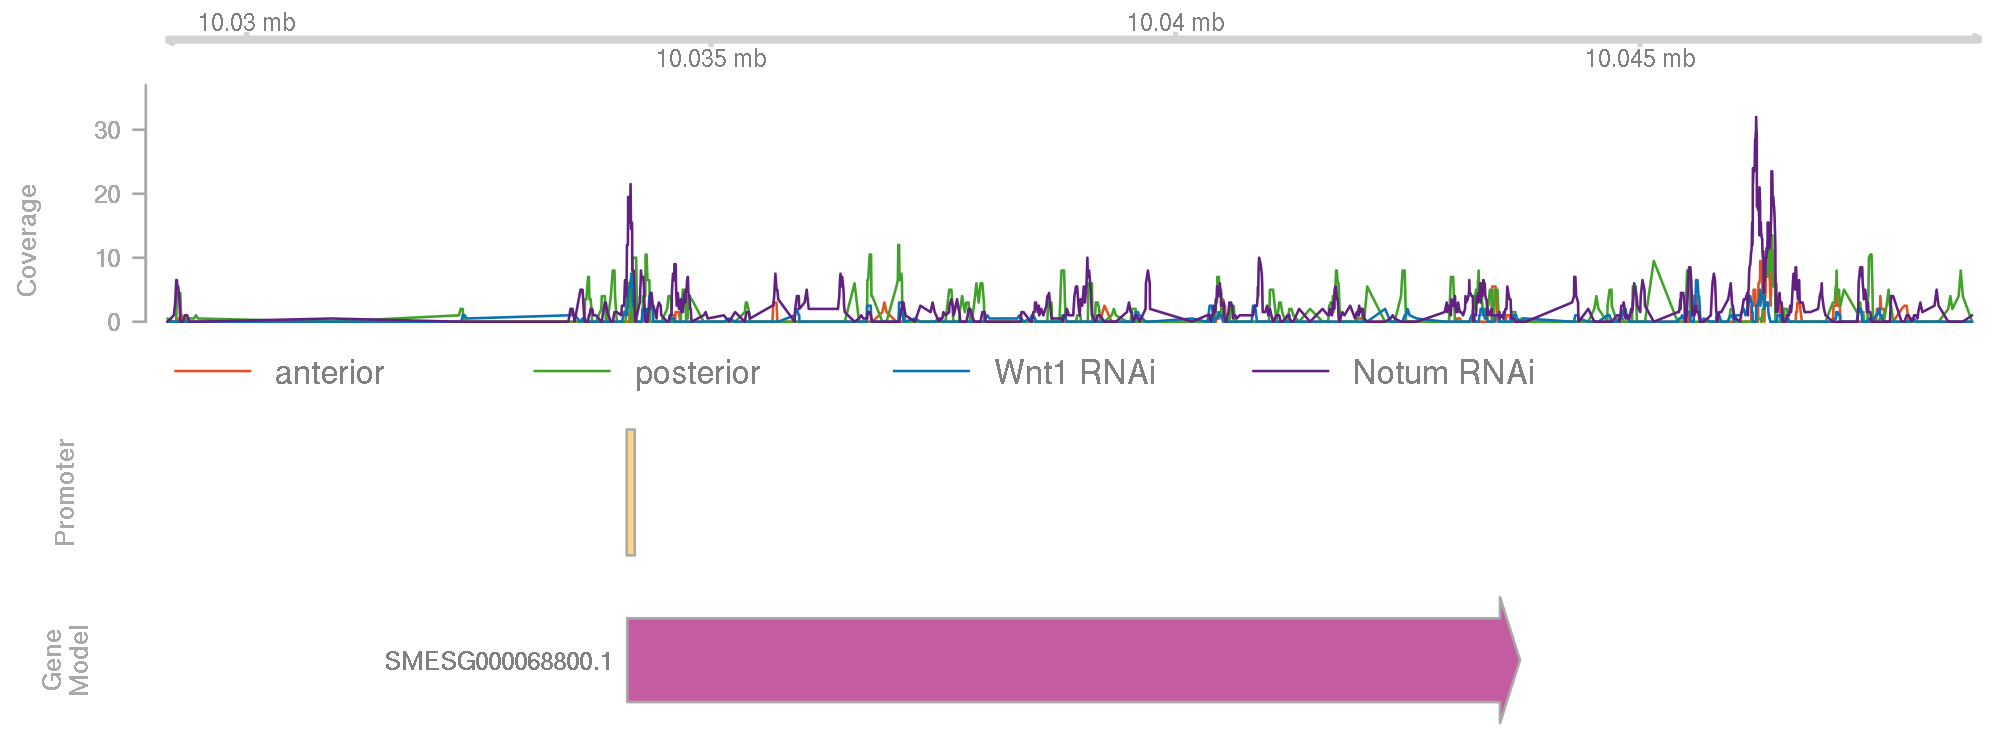 10.03 mb
10.04 mb
10.035 mb
10.045 mb
Coverage
30
20
10
0
anterior
posterior
Wnt1 RNAi
Notum RNAi
Promoter
Gene
Model
SMESG000068800.1